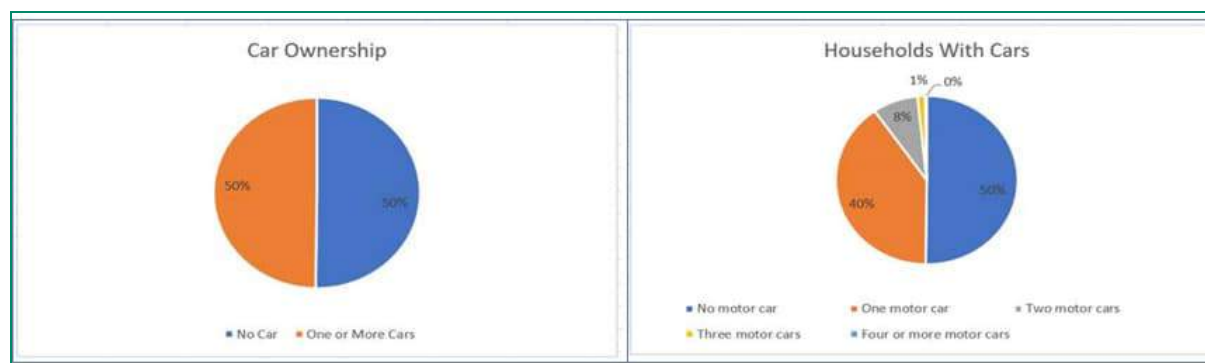 Car Ownership
50%
50%
No Car One or More Cars
Households With Cars
1% 0%
8%
50%
40%
No motor car One motor car Two motor cars
Three motor cars Four or more motor cars